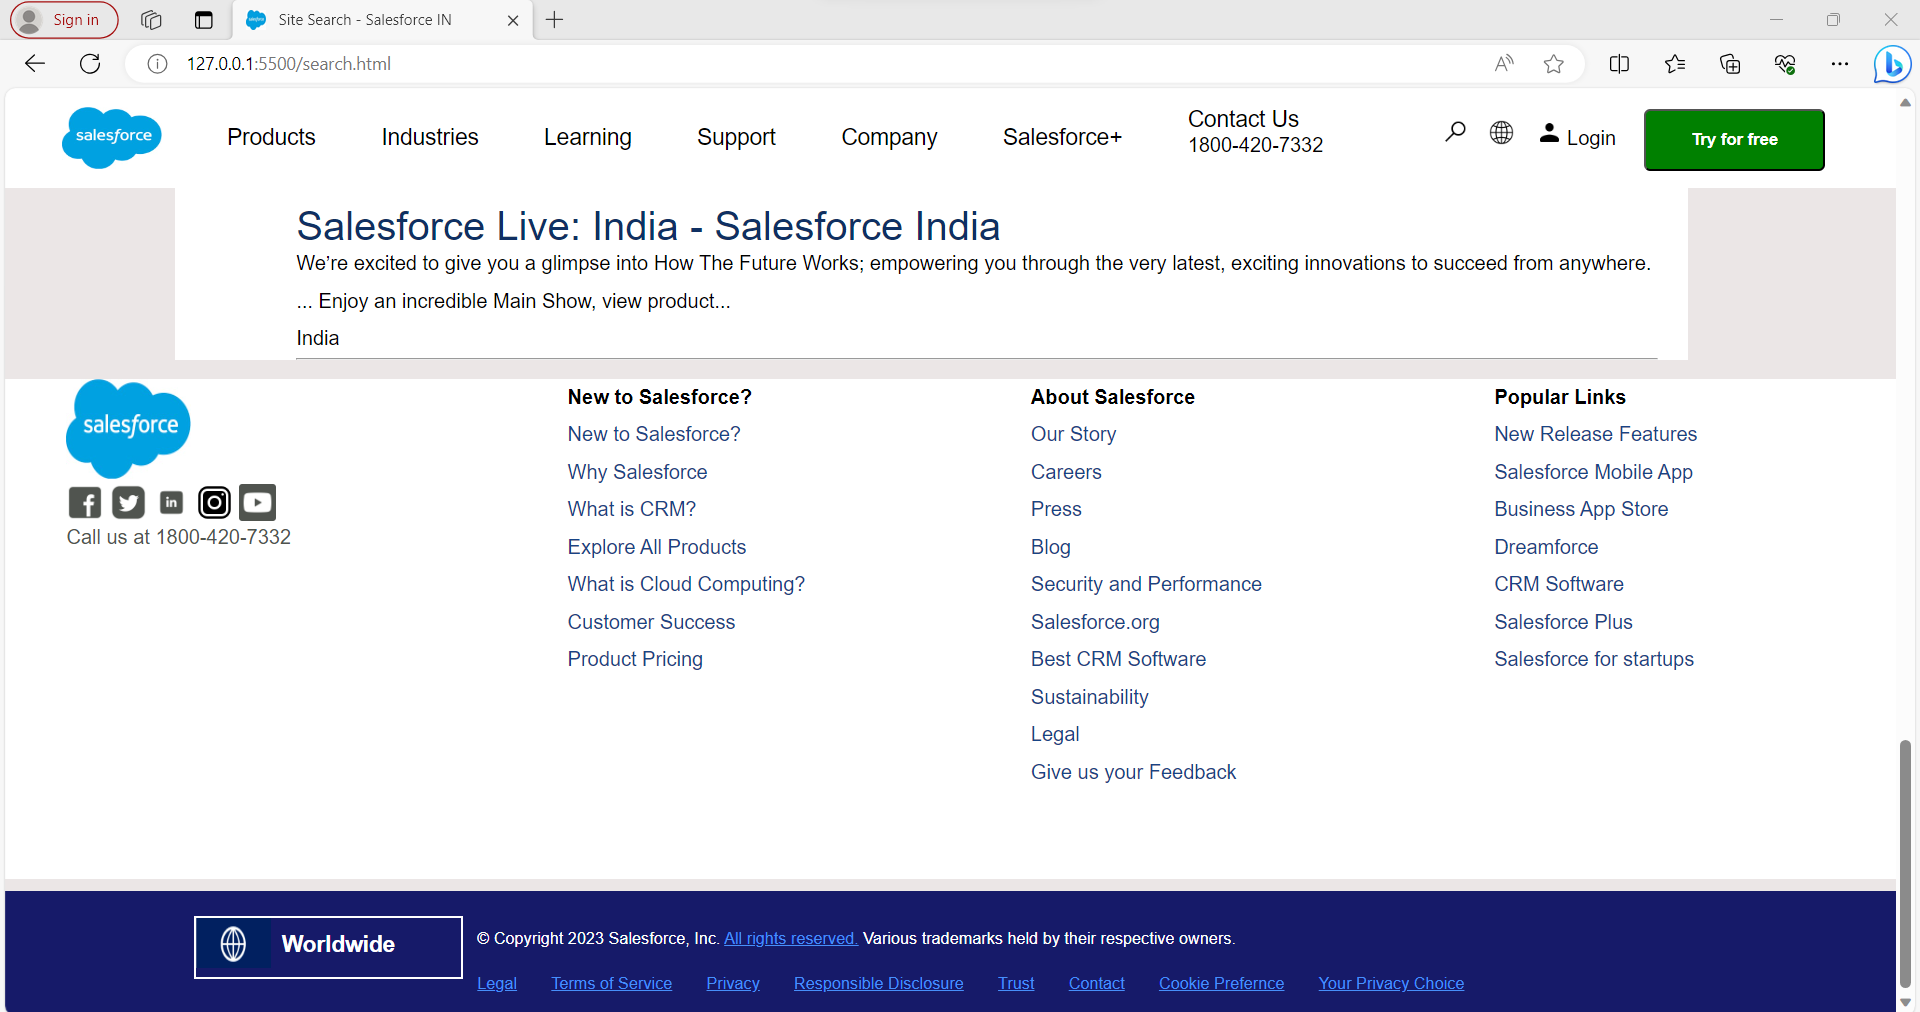 Sign in
Site Search - Salesforce IN
127.0.0.1:5500/search.html
salesforce
Products
Industries
Learning
Support
Company
Salesforce+
Contact Us
1800-420-7332
Login
Try for free
Salesforce Live: India - Salesforce India
We’re excited to give you a glimpse into How The Future Works; empowering you through the very latest, exciting innovations to succeed from anywhere.
... Enjoy an incredible Main Show, view product...
India
salesforce
Call us at 1800-420-7332
New to Salesforce?
New to Salesforce?
Why Salesforce
What is CRM?
Explore All Products
What is Cloud Computing?
Customer Success
Product Pricing
About Salesforce
Our Story
Careers
Press
Blog
Security and Performance
Salesforce.org
Best CRM Software
Sustainability
Legal
Give us your Feedback
Popular Links
New Release Features
Salesforce Mobile App
Business App Store
Dreamforce
CRM Software
Salesforce Plus
Salesforce for startups
Worldwide
© Copyright 2023 Salesforce, Inc. All rights reserved. Various trademarks held by their respective owners.
Legal
Terms of Service
Privacy
Responsible Disclosure
Trust
Contact
Cookie Prefernce
Your Privacy Choice